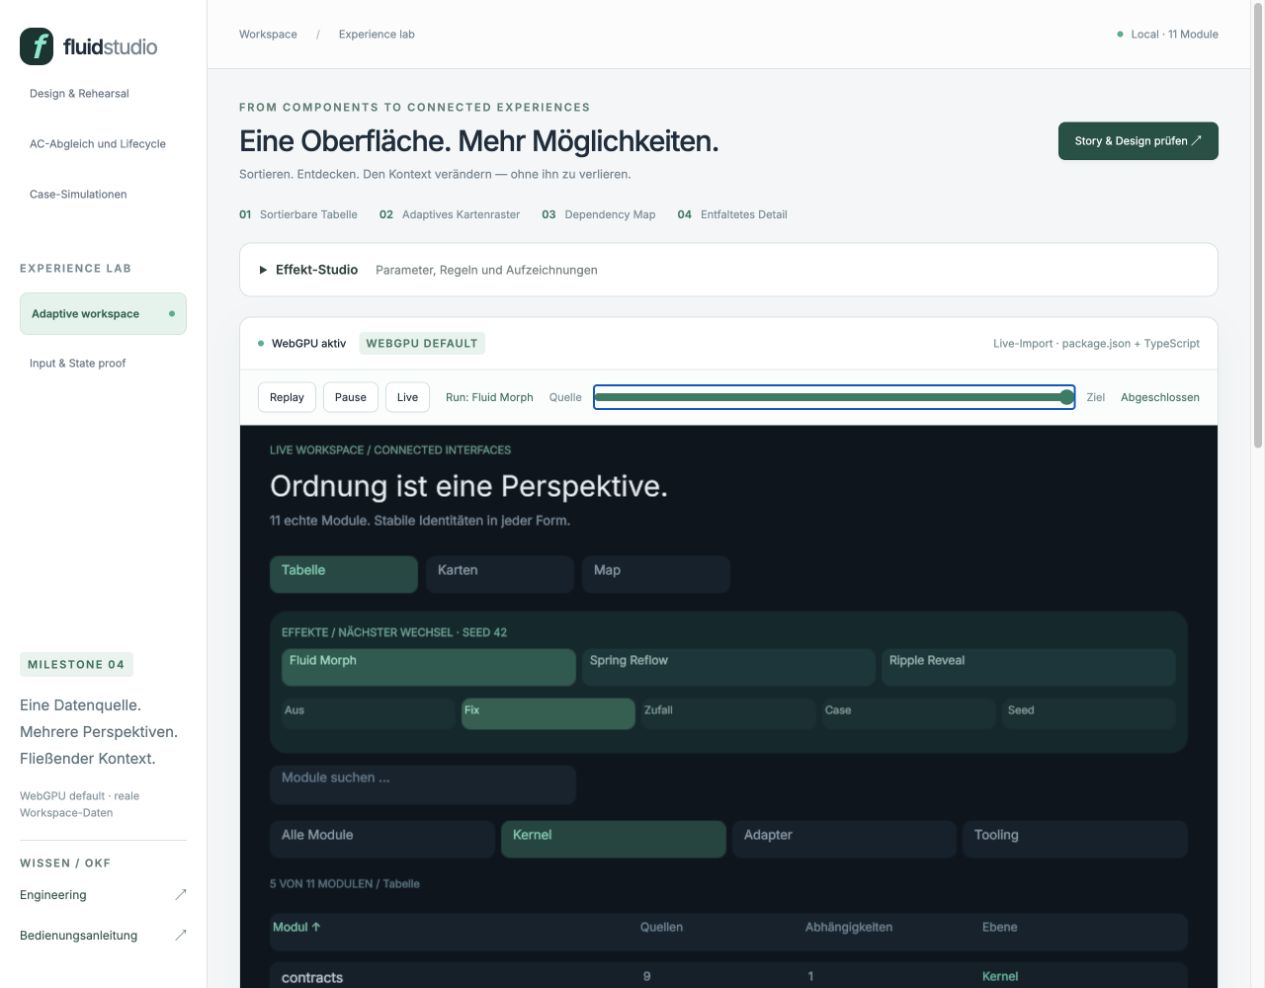 fluidstudio
Design & Rehearsal
AC-Abgleich und Lifecycle
Case-Simulationen
EXPERIENCE LAB
Adaptive workspace
Input & State proof
MILESTONE 04
Eine Datenquelle.
Mehrere Perspektiven.
Fließender Kontext.
WebGPU default · reale
Workspace-Daten
WISSEN / OKF
Engineering ↗
Bedienungsanleitung ↗
Workspace / Experience lab
Local · 11 Module
FROM COMPONENTS TO CONNECTED EXPERIENCES
Eine Oberfläche. Mehr Möglichkeiten.
Sortieren. Entdecken. Den Kontext verändern — ohne ihn zu verlieren.
Story & Design prüfen ↗
01 Sortierbare Tabelle 02 Adaptives Kartenraster 03 Dependency Map 04 Entfaltetes Detail
▶ Effekt-Studio Parameter, Regeln und Aufzeichnungen
WebGPU aktiv WEBGPU DEFAULT Live-Import · package.json + TypeScript
Replay Pause Live Run: Fluid Morph Quelle Ziel Abgeschlossen
LIVE WORKSPACE / CONNECTED INTERFACES
Ordnung ist eine Perspektive.
11 echte Module. Stabile Identitäten in jeder Form.
Tabelle Karten Map
EFFEKTE / NÄCHSTER WECHSEL · SEED 42
Fluid Morph Spring Reflow Ripple Reveal
Aus Fix Zufall Case Seed
Module suchen ...
Alle Module Kernel Adapter Tooling
5 VON 11 MODULEN / Tabelle
Modul ↑ Quellen Abhängigkeiten Ebene
contracts 9 1 Kernel